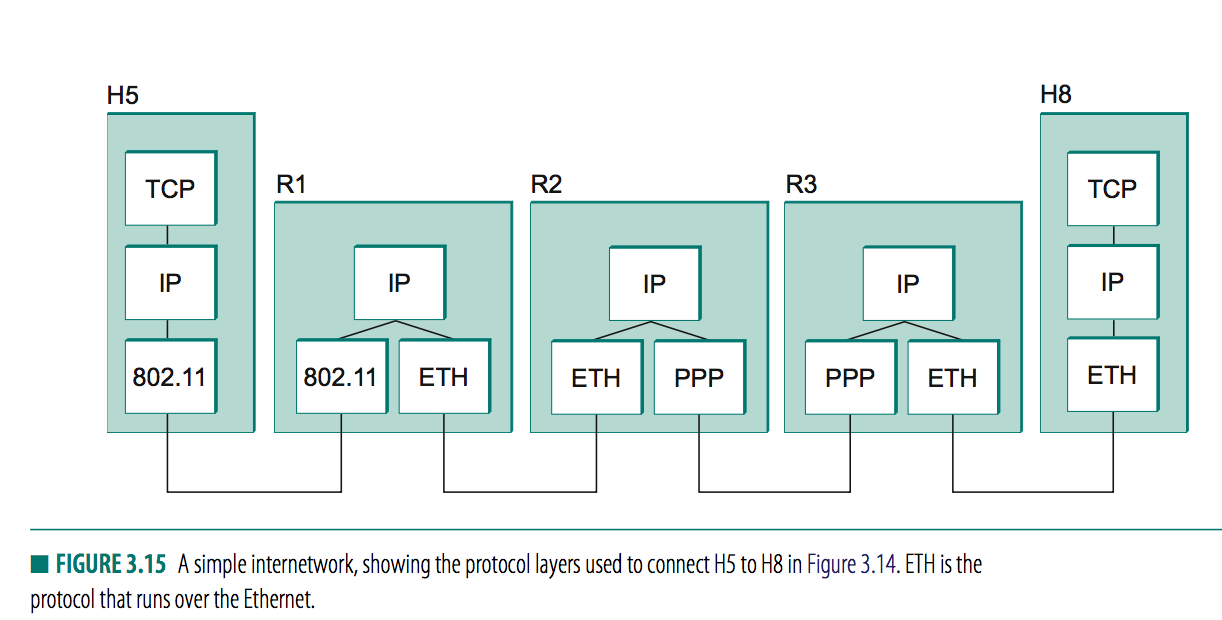 H5
H8
TCP
R1
R2
R3
TCP
IP
IP
IP
IP
IP
802.11
802.11
ETH
ETH
PPP
PPP
ETH
ETH
FIGURE 3.15 A simple internetwork, showing the protocol layers used to connect H5 to H8 in Figure 3.14. ETH is the
protocol that runs over the Ethernet.